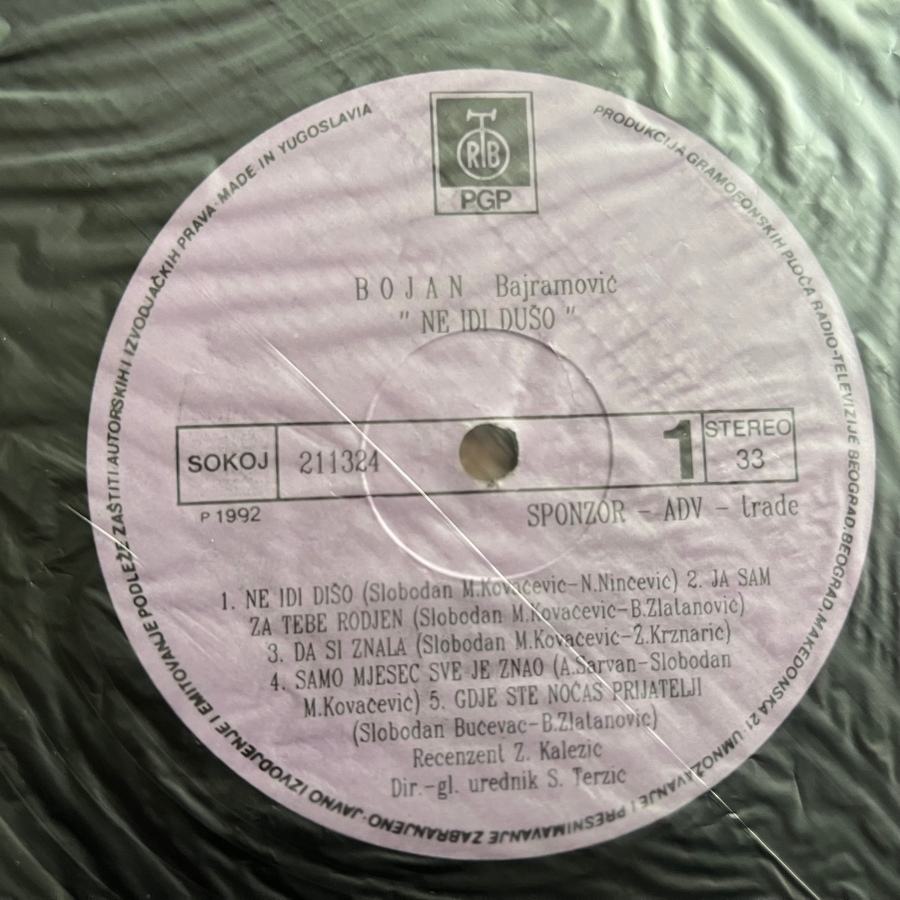 PRODUKCIJA GRAMOFONSKIH PLOČA RADIO-TELEVIZIJE BEOGRAD, BEOGRAD, MAKEDONSKA 21. UMNOŽAVANJE I PRESNIMAVANJE ZABRANJENO. JAVNO IZVODJENJE I EMITOVANJE PODLEŽE ZAŠTITI AUTORSKIH I IZVODJAČKIH PRAVA. MADE IN YUGOSLAVIA
RTB
PGP
BOJAN Bajramović
" NE IDI DUŠO "
SOKOJ 211324 1 STEREO
33
P 1992 SPONZOR - ADV - trade
1. NE IDI DIŠO (Slobodan M.Kovačević-N.Ninčević) 2. JA SAM
ZA TEBE RODJEN (Slobodan M.Kovačević-B.Zlatanović)
3. DA SI ZNALA (Slobodan M.Kovačević-Z.Krznarić)
4. SAMO MJESEC SVE JE ZNAO (A.Sarvan-Slobodan
M.Kovačević) 5. GDJE STE NOĆAS PRIJATELJI
(Slobodan Bučevac-B.Zlatanović)
Recenzent Z. Kalezić
Dir.-gl. urednik S. Terzić